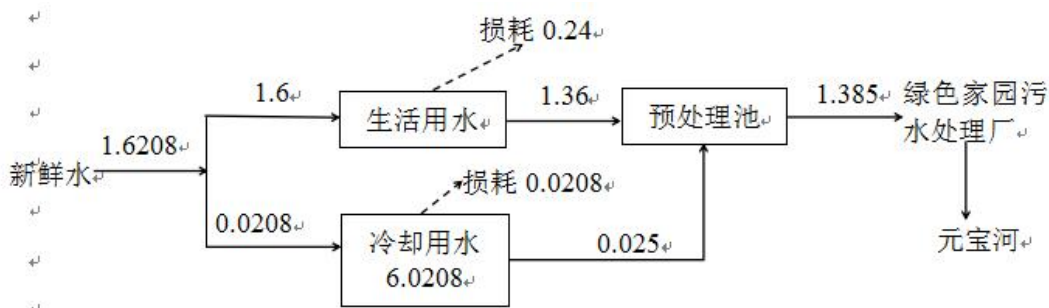 损耗 0.24
1.6
生活用水
1.36
预处理池
1.385
绿色家园污
水处理厂
1.6208
新鲜水
损耗 0.0208
0.0208
冷却用水
6.0208
0.025
元宝河